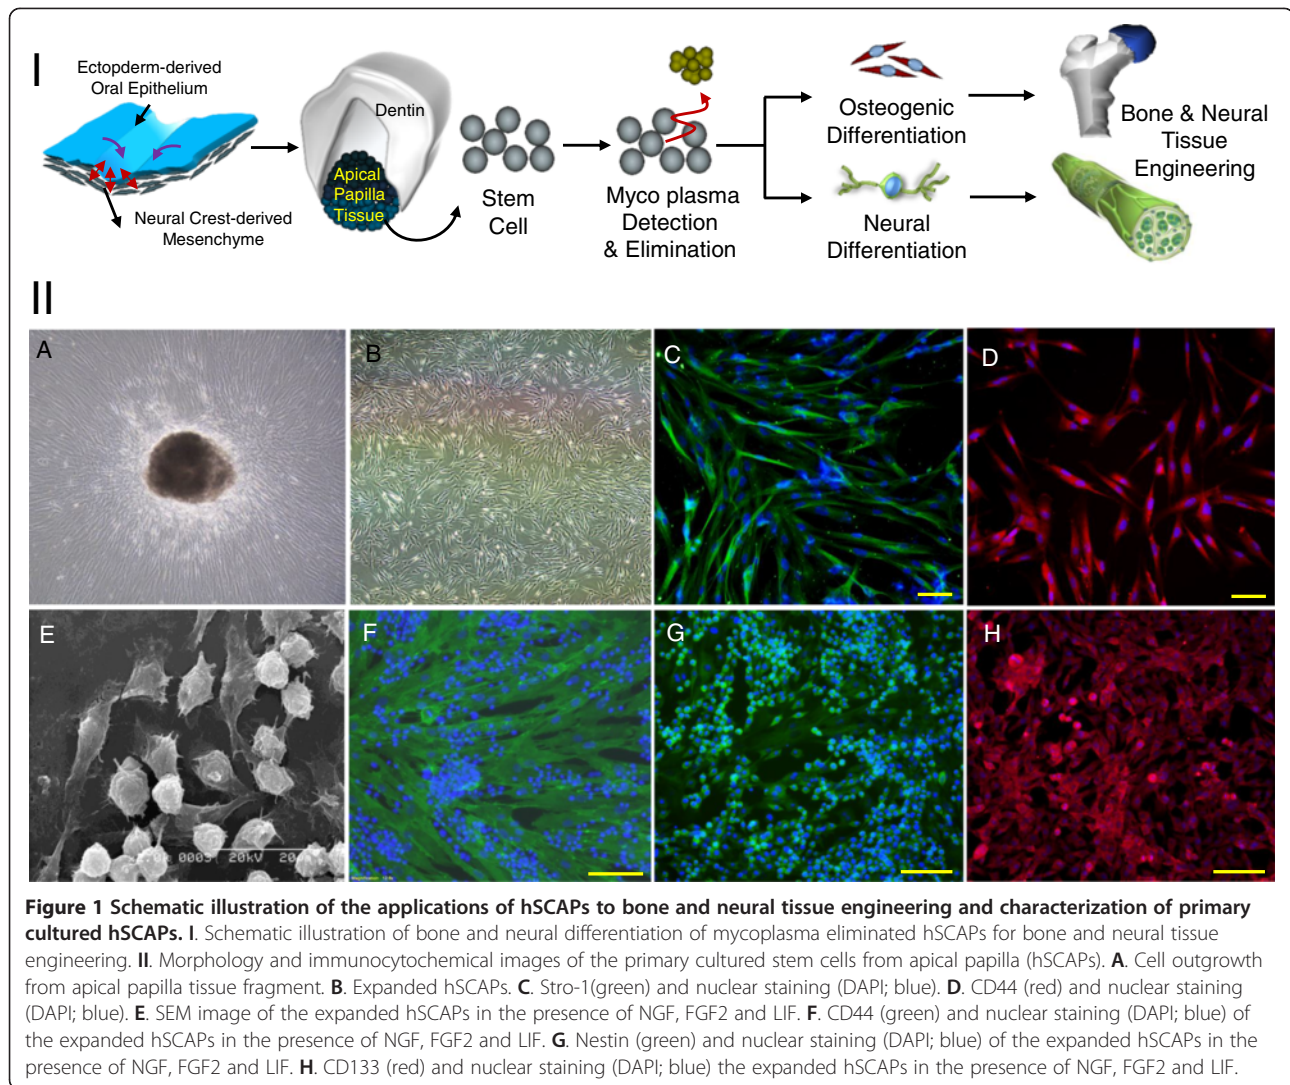 I
Ectopderm-derived
Oral Epithelium
Neural Crest-derived
Mesenchyme
Dentin
Apical
Papilla
Tissue
Stem
Cell
Myco plasma
Detection
& Elimination
Osteogenic
Differentiation
Neural
Differentiation
Bone & Neural
Tissue
Engineering
II
A
B
C
D
E
20kV
F
G
H
Figure 1 Schematic illustration of the applications of hSCAPs to bone and neural tissue engineering and characterization of primary
cultured hSCAPs. I. Schematic illustration of bone and neural differentiation of mycoplasma eliminated hSCAPs for bone and neural tissue
engineering. II. Morphology and immunocytochemical images of the primary cultured stem cells from apical papilla (hSCAPs). A. Cell outgrowth
from apical papilla tissue fragment. B. Expanded hSCAPs. C. Stro-1(green) and nuclear staining (DAPI; blue). D. CD44 (red) and nuclear staining
(DAPI; blue). E. SEM image of the expanded hSCAPs in the presence of NGF, FGF2 and LIF. F. CD44 (green) and nuclear staining (DAPI; blue) of
the expanded hSCAPs in the presence of NGF, FGF2 and LIF. G. Nestin (green) and nuclear staining (DAPI; blue) of the expanded hSCAPs in the
presence of NGF, FGF2 and LIF. H. CD133 (red) and nuclear staining (DAPI; blue) the expanded hSCAPs in the presence of NGF, FGF2 and LIF.